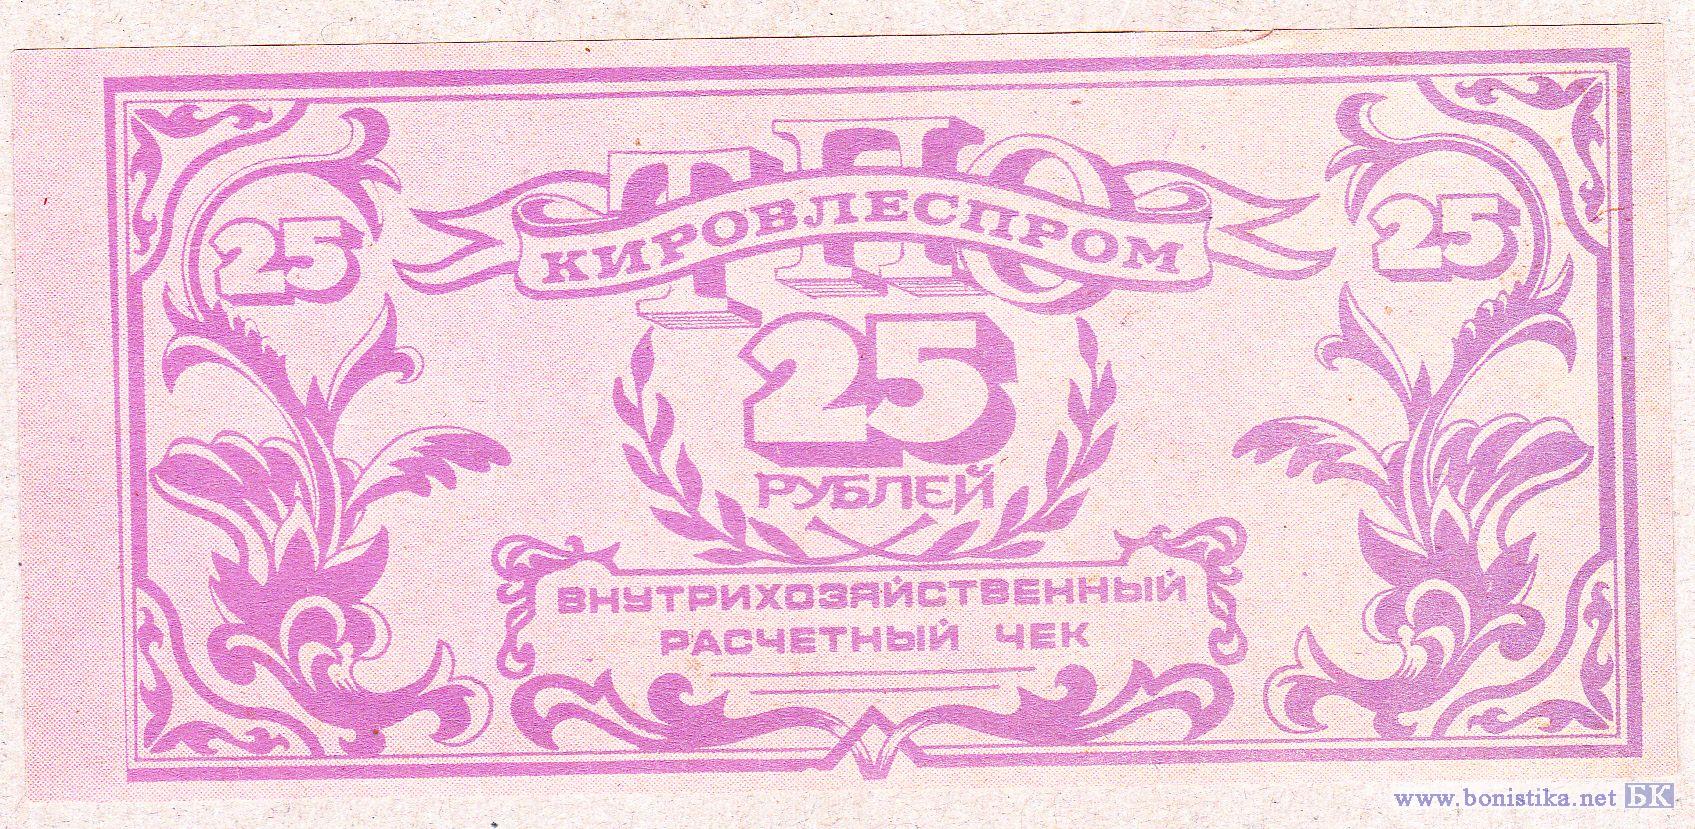 ТПО
КИРОВЛЕСПРОМ
25
25
25
РУБЛЕЙ
ВНУТРИХОЗЯЙСТВЕННЫЙ
РАСЧЕТНЫЙ ЧЕК
www.bonistika.net БК